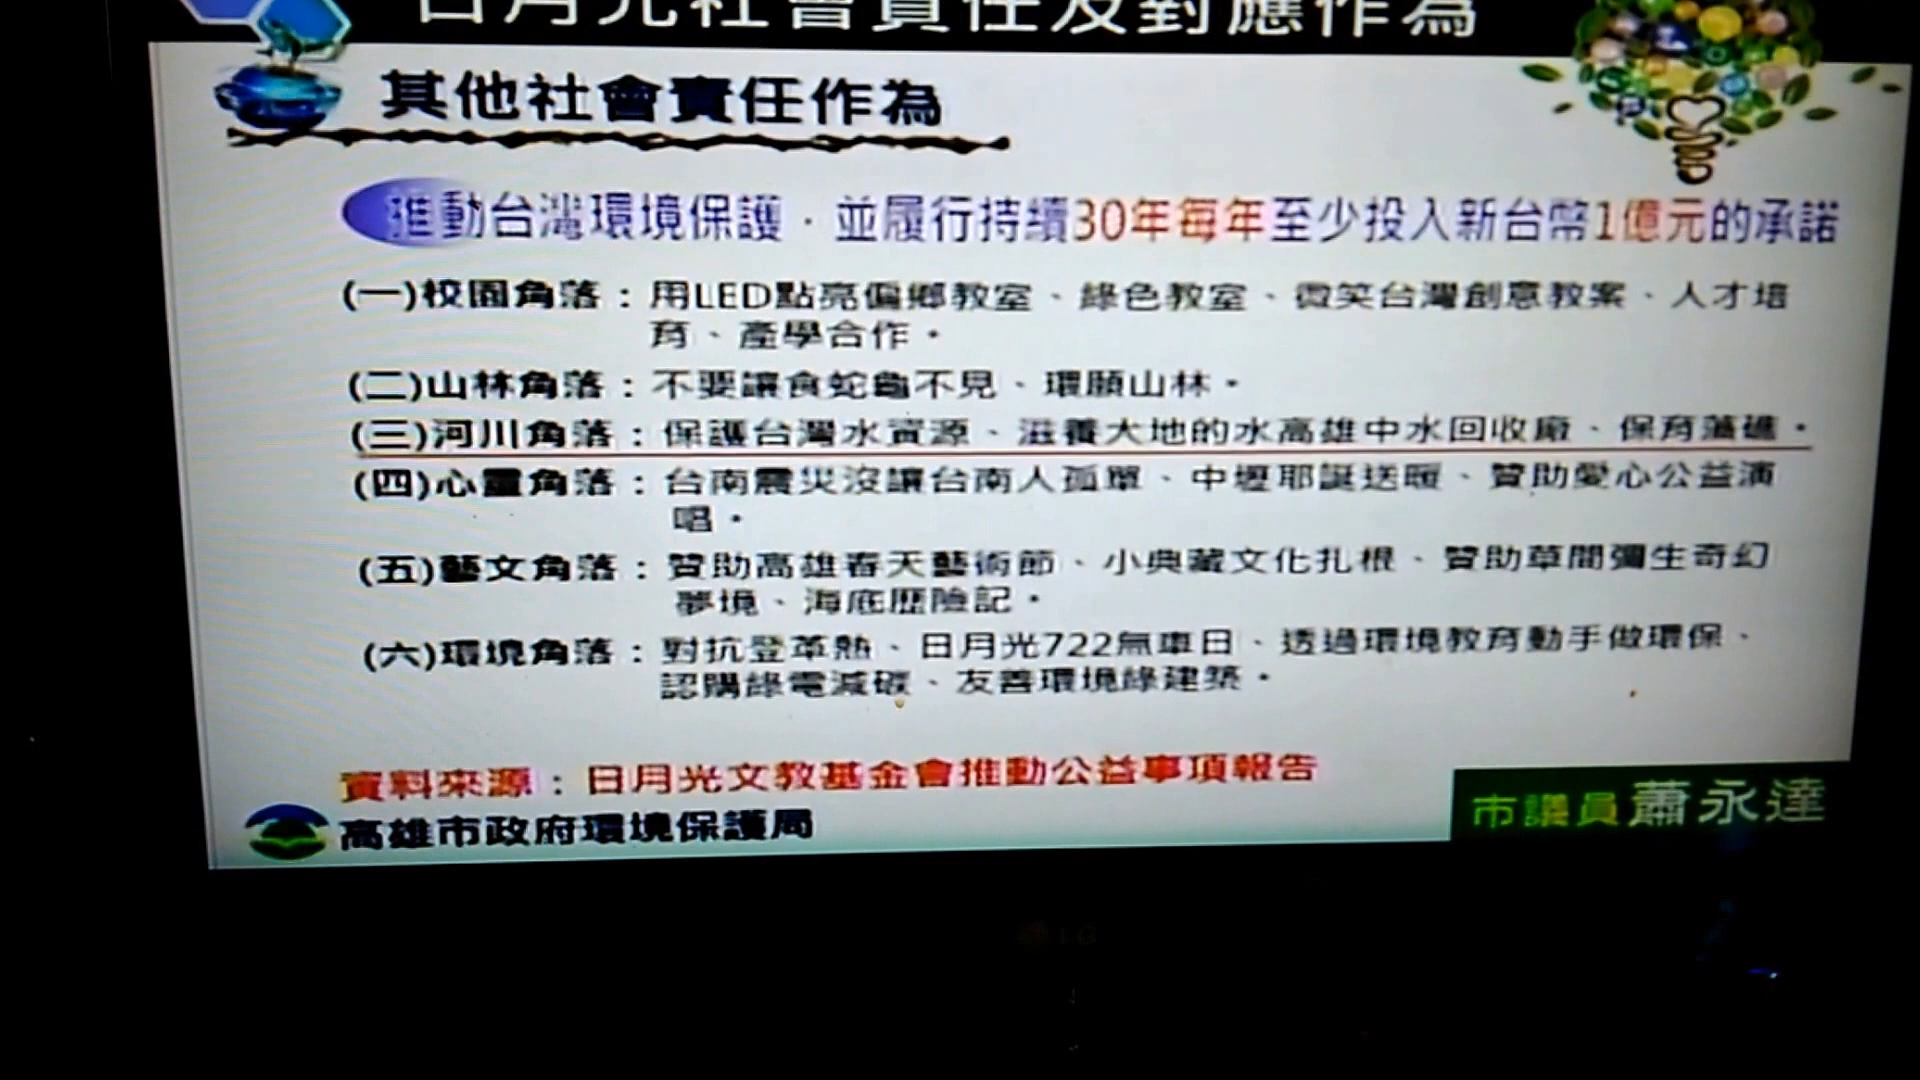 日月光社會責任及對應作為
其他社會責任作為
推動台灣環境保護，並履行持續30年每年至少投入新台幣1億元的承諾
(一)校園角落：用LED點亮偏鄉教室、綠色教室、微笑台灣創意教案、人才培
育、產學合作。
(二)山林角落：不要讓食蛇龜不見、環願山林。
(三)河川角落：保護台灣水資源、滋養大地的水高雄中水回收廠、保育藻礁。
(四)心靈角落：台南震災沒讓台南人孤單、中壢耶誕送暖、贊助愛心公益演
唱。
(五)藝文角落：贊助高雄春天藝術節、小典藏文化扎根、贊助草間彌生奇幻
夢境、海底歷險記。
(六)環境角落：對抗登革熱、日月光722無車日、透過環境教育動手做環保、
認購綠電減碳、友善環境綠建築。
資料來源：日月光文教基金會推動公益事項報告
高雄市政府環境保護局
市議員蕭永達
LG